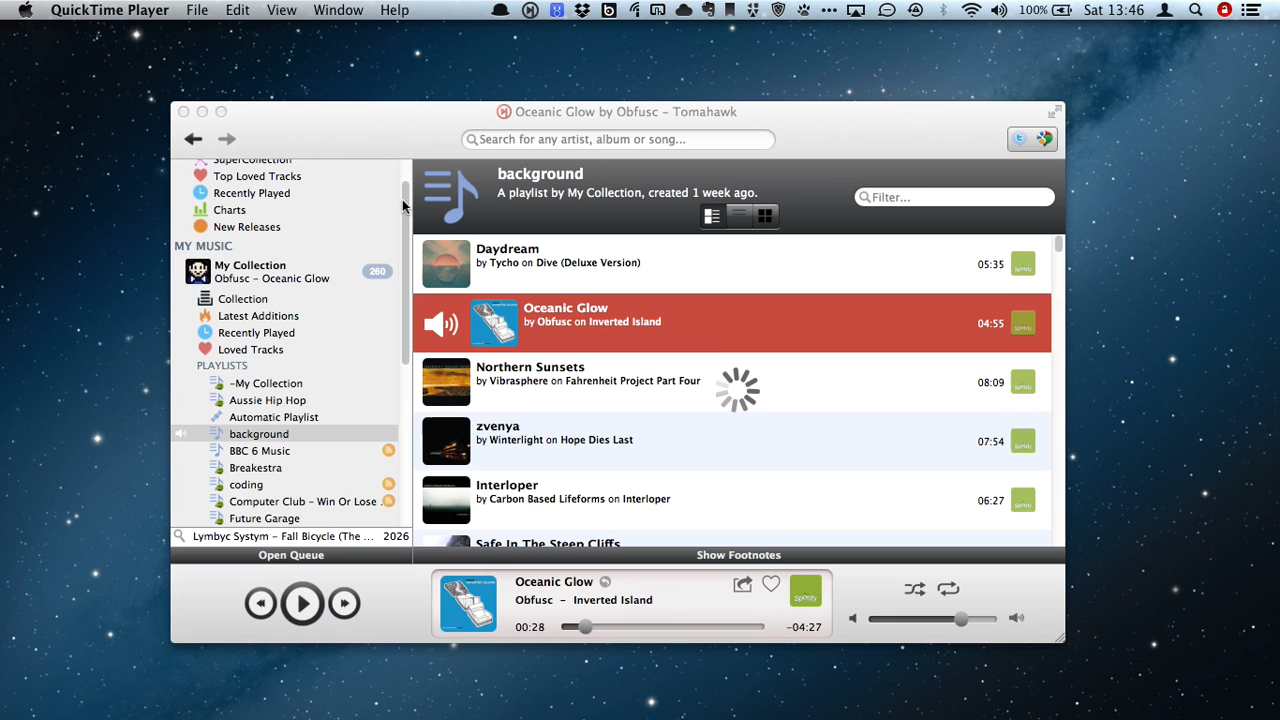 QuickTime Player File Edit View Window Help 100% Sat 13:46
Oceanic Glow by Obfusc – Tomahawk
Search for any artist, album or song...
SuperCollection
Top Loved Tracks
Recently Played
Charts
New Releases
MY MUSIC
My Collection
Obfusc – Oceanic Glow
260
Collection
Latest Additions
Recently Played
Loved Tracks
PLAYLISTS
-My Collection
Aussie Hip Hop
Automatic Playlist
background
BBC 6 Music
Breakestra
coding
Computer Club – Win Or Lose .
Future Garage
Lymbyc Systym – Fall Bicycle (The ... 2026
background
A playlist by My Collection, created 1 week ago.
Filter...
Daydream
by Tycho on Dive (Deluxe Version)
05:35
Spotify
Oceanic Glow
by Obfusc on Inverted Island
04:55
Spotify
Northern Sunsets
by Vibrasphere on Fahrenheit Project Part Four
08:09
Spotify
zvenya
by Winterlight on Hope Dies Last
07:54
Spotify
Interloper
by Carbon Based Lifeforms on Interloper
06:27
Spotify
Safe In The Steep Cliffs
Open Queue
Show Footnotes
Oceanic Glow
Obfusc – Inverted Island
Spotify
00:28
-04:27